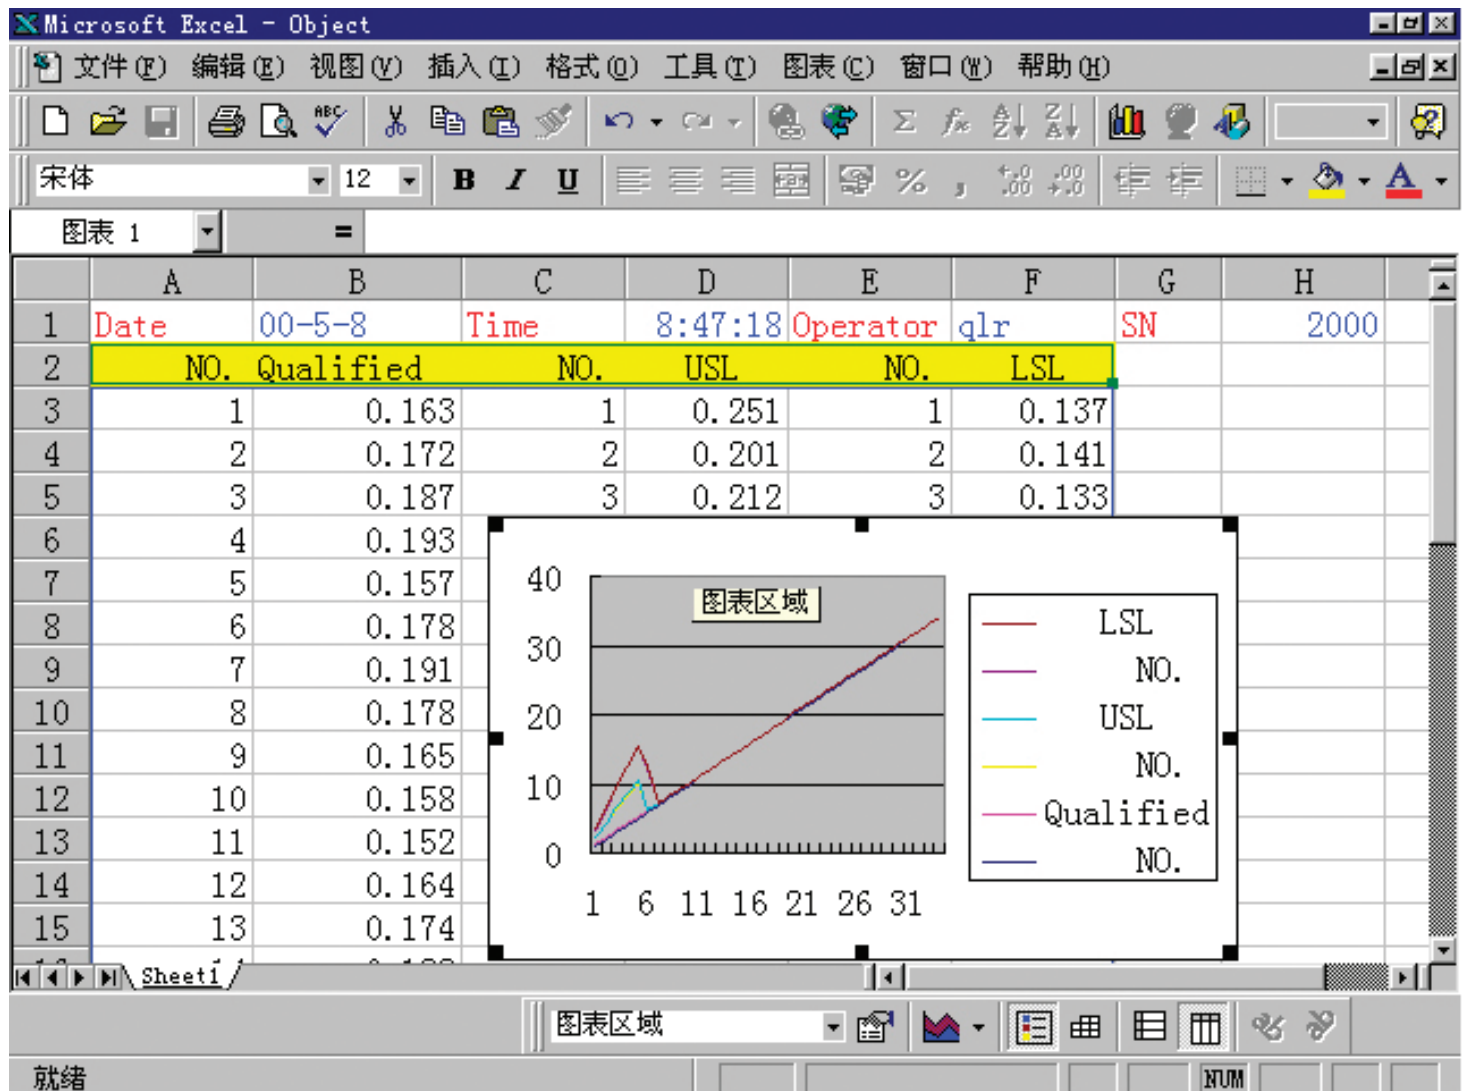 Microsoft Excel - Object
文件(F) 编辑(E) 视图(V) 插入(I) 格式(O) 工具(T) 图表(C) 窗口(W) 帮助(H)
宋体 12 B I U
图表 1 =
A B C D E F G H
1 Date 00-5-8 Time 8:47:18 Operator qlr SN 2000
2 NO. Qualified NO. USL NO. LSL
3 1 0.163 1 0.251 1 0.137
4 2 0.172 2 0.201 2 0.141
5 3 0.187 3 0.212 3 0.133
6 4 0.193
7 5 0.157
8 6 0.178
9 7 0.191
10 8 0.178
11 9 0.165
12 10 0.158
13 11 0.152
14 12 0.164
15 13 0.174
40
30
20
10
0
1 6 11 16 21 26 31
图表区域
LSL
NO.
USL
NO.
Qualified
NO.
Sheet1
图表区域
就绪 NUM